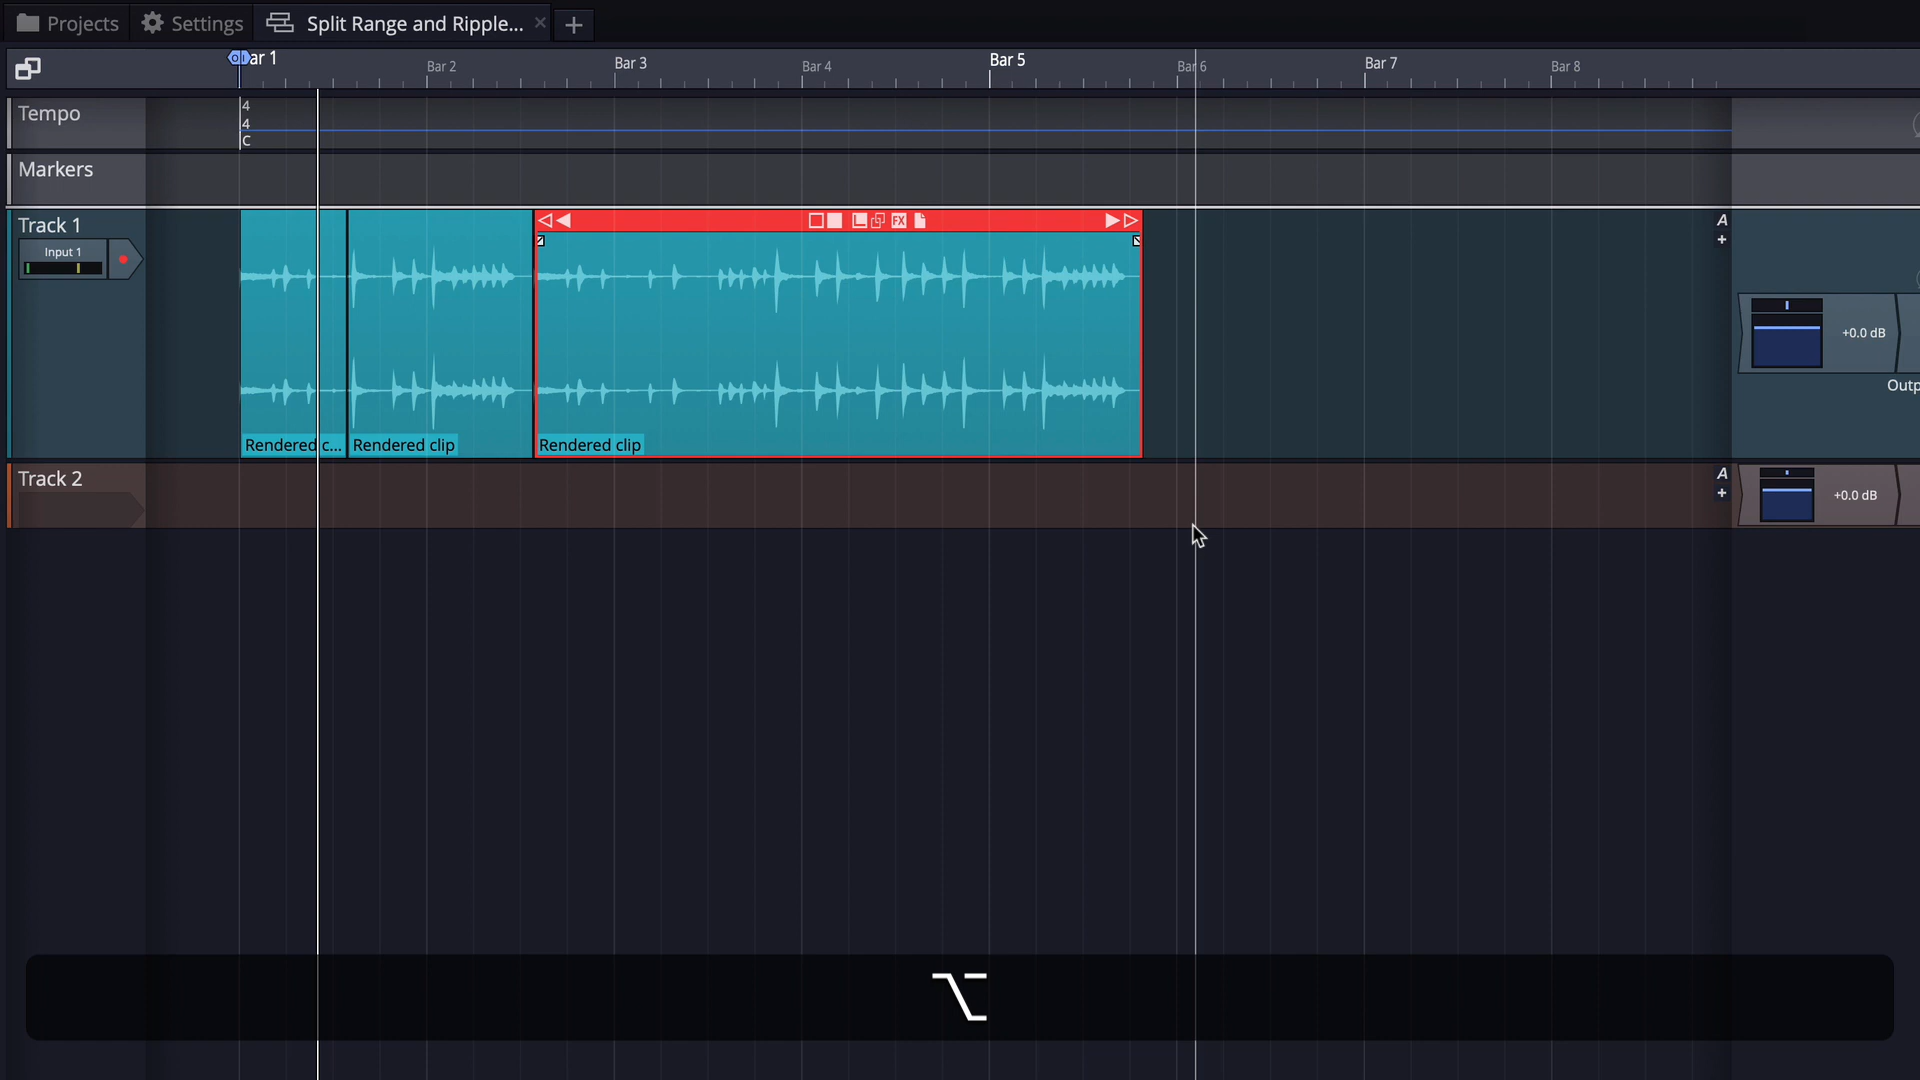 Projects
Settings
Split Range and Ripple...
Bar 1
Bar 2
Bar 3
Bar 4
Bar 5
Bar 6
Bar 7
Bar 8
Tempo
4
4
C
Markers
Track 1
Input 1
FX
A
+0.0 dB
Outp
Rendered c...
Rendered clip
Rendered clip
Track 2
A
+0.0 dB